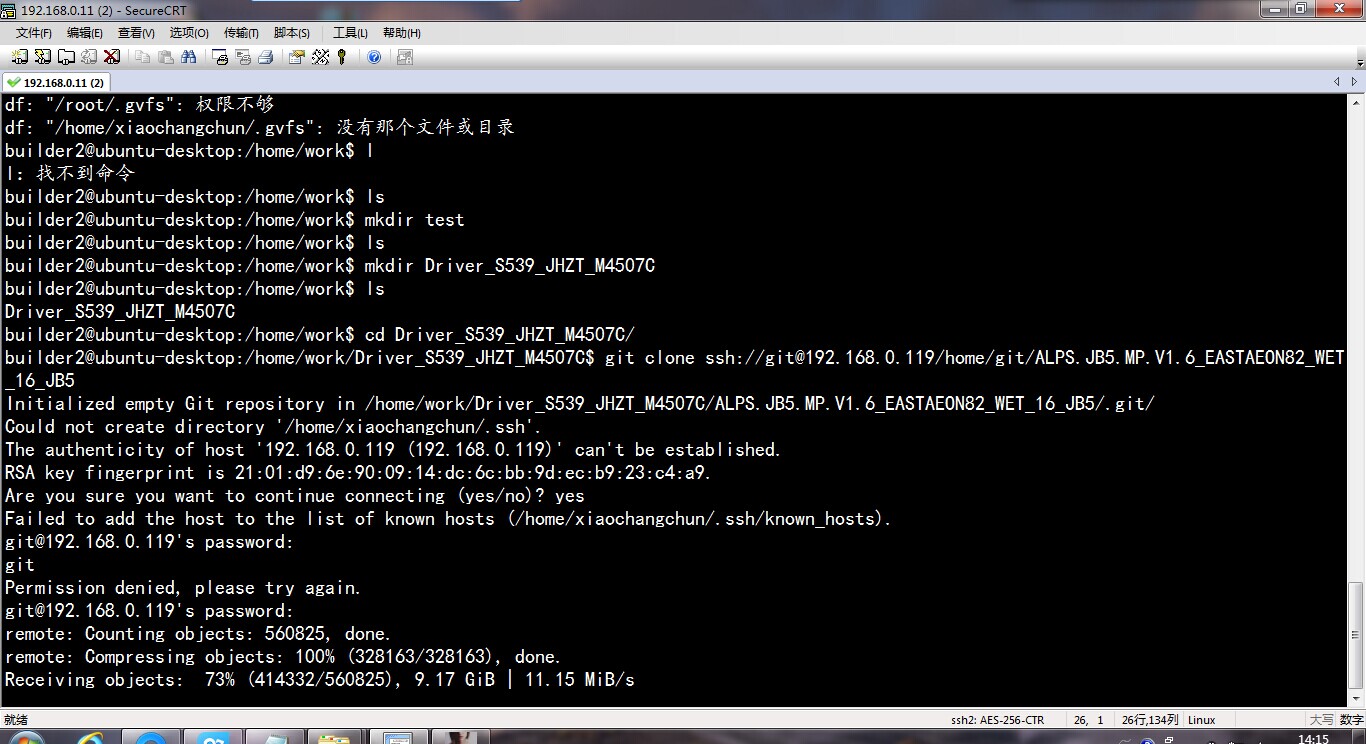 192.168.0.11 (2) - SecureCRT
文件(F) 编辑(E) 查看(V) 选项(O) 传输(T) 脚本(S) 工具(L) 帮助(H)
192.168.0.11 (2)
df: "/root/.gvfs": 权限不够
df: "/home/xiaochangchun/.gvfs": 没有那个文件或目录
builder2@ubuntu-desktop:/home/work$ l
l: 找不到命令
builder2@ubuntu-desktop:/home/work$ ls
builder2@ubuntu-desktop:/home/work$ mkdir test
builder2@ubuntu-desktop:/home/work$ ls
builder2@ubuntu-desktop:/home/work$ mkdir Driver_S539_JHZT_M4507C
builder2@ubuntu-desktop:/home/work$ ls
Driver_S539_JHZT_M4507C
builder2@ubuntu-desktop:/home/work$ cd Driver_S539_JHZT_M4507C/
builder2@ubuntu-desktop:/home/work/Driver_S539_JHZT_M4507C$ git clone ssh://git@192.168.0.119/home/git/ALPS.JB5.MP.V1.6_EASTAEON82_WET
_16_JB5
Initialized empty Git repository in /home/work/Driver_S539_JHZT_M4507C/ALPS.JB5.MP.V1.6_EASTAEON82_WET_16_JB5/.git/
Could not create directory '/home/xiaochangchun/.ssh'.
The authenticity of host '192.168.0.119 (192.168.0.119)' can't be established.
RSA key fingerprint is 21:01:d9:6e:90:09:14:dc:6c:bb:9d:ec:b9:23:c4:a9.
Are you sure you want to continue connecting (yes/no)? yes
Failed to add the host to the list of known hosts (/home/xiaochangchun/.ssh/known_hosts).
git@192.168.0.119's password:
git
Permission denied, please try again.
git@192.168.0.119's password:
remote: Counting objects: 560825, done.
remote: Compressing objects: 100% (328163/328163), done.
Receiving objects:  73% (414332/560825), 9.17 GiB | 11.15 MiB/s
就绪 ssh2: AES-256-CTR 26, 1 26行,134列 Linux 大写 数字
14:15